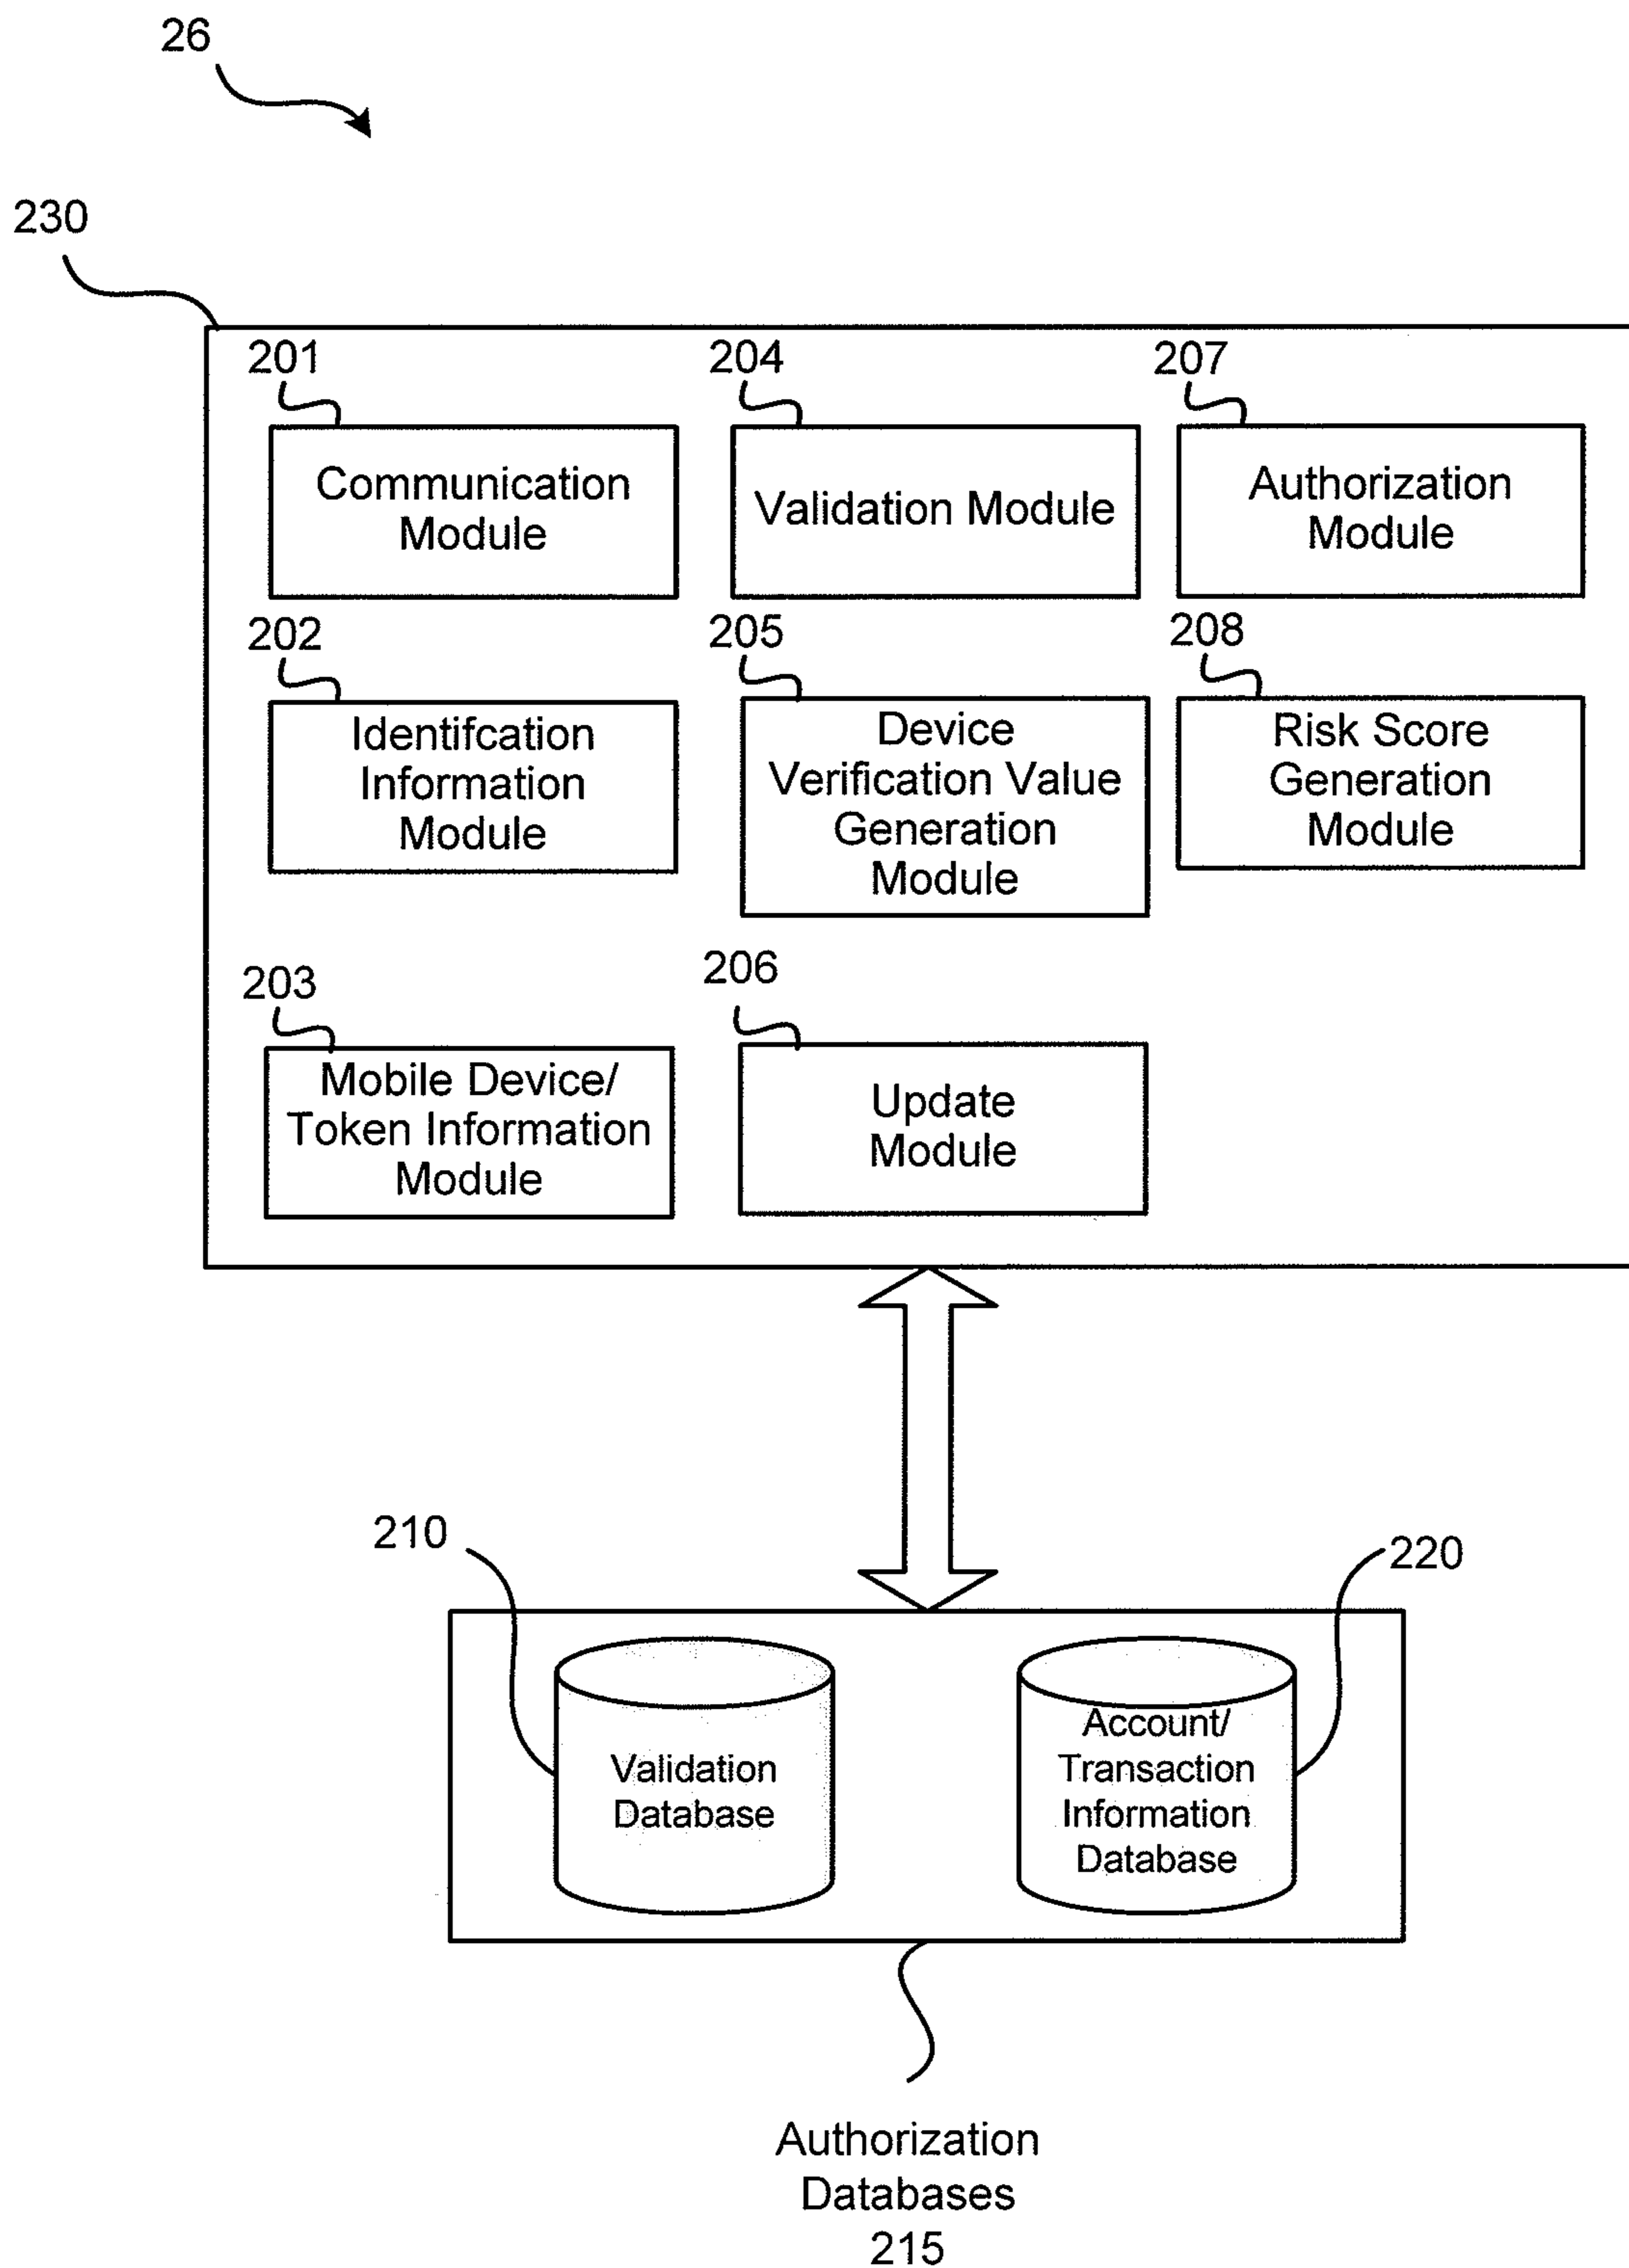 26
230
201
204
207
Communication
Module
Validation Module
Authorization
Module
202
205
208
Identifcation
Information
Module
Device
Verification Value
Generation
Module
Risk Score
Generation
Module
203
206
Mobile Device/
Token Information
Module
Update
Module
210
220
Validation
Database
Account/
Transaction
Information
Database
Authorization
Databases
215